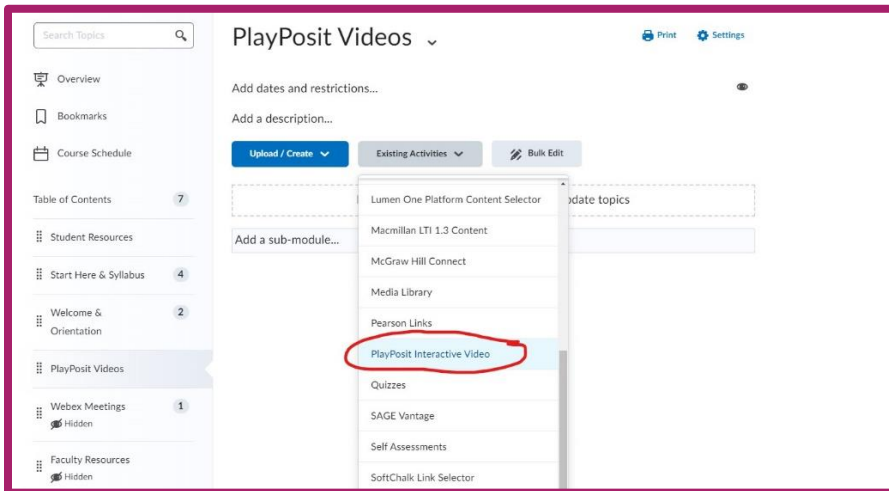 Search Topics
Overview
Bookmarks
Course Schedule
Table of Contents 7
Student Resources
Start Here & Syllabus 4
Welcome & 2
Orientation
PlayPosit Videos
Webex Meetings 1
Hidden
Faculty Resources
Hidden
PlayPosit Videos
Print Settings
Add dates and restrictions...
Add a description...
Upload / Create Existing Activities Bulk Edit
update topics
Add a sub-module...
Lumen One Platform Content Selector
Macmillan LTI 1.3 Content
McGraw Hill Connect
Media Library
Pearson Links
PlayPosit Interactive Video
Quizzes
SAGE Vantage
Self Assessments
SoftChalk Link Selector